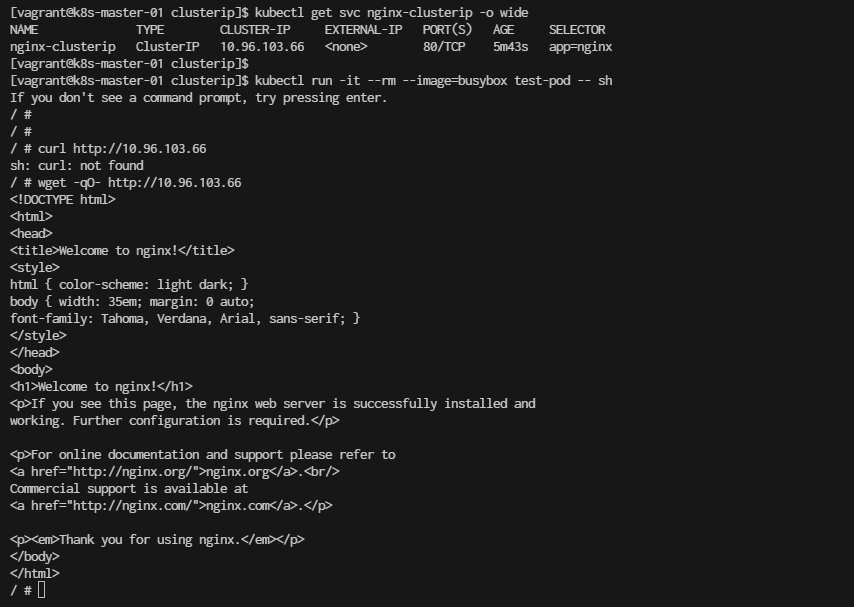 [vagrant@k8s-master-01 clusterip]$ kubectl get svc nginx-clusterip -o wide
NAME TYPE CLUSTER-IP EXTERNAL-IP PORT(S) AGE SELECTOR
nginx-clusterip ClusterIP 10.96.103.66 <none> 80/TCP 5m43s app=nginx
[vagrant@k8s-master-01 clusterip]$
[vagrant@k8s-master-01 clusterip]$ kubectl run -it --rm --image=busybox test-pod -- sh
If you don't see a command prompt, try pressing enter.
/ #
/ #
/ # curl http://10.96.103.66
sh: curl: not found
/ # wget -qO- http://10.96.103.66
<!DOCTYPE html>
<html>
<head>
<title>Welcome to nginx!</title>
<style>
html { color-scheme: light dark; }
body { width: 35em; margin: 0 auto;
font-family: Tahoma, Verdana, Arial, sans-serif; }
</style>
</head>
<body>
<h1>Welcome to nginx!</h1>
<p>If you see this page, the nginx web server is successfully installed and
working. Further configuration is required.</p>

<p>For online documentation and support please refer to
<a href="http://nginx.org/">nginx.org</a>.<br/>
Commercial support is available at
<a href="http://nginx.com/">nginx.com</a>.</p>

<p><em>Thank you for using nginx.</em></p>
</body>
</html>
/ #